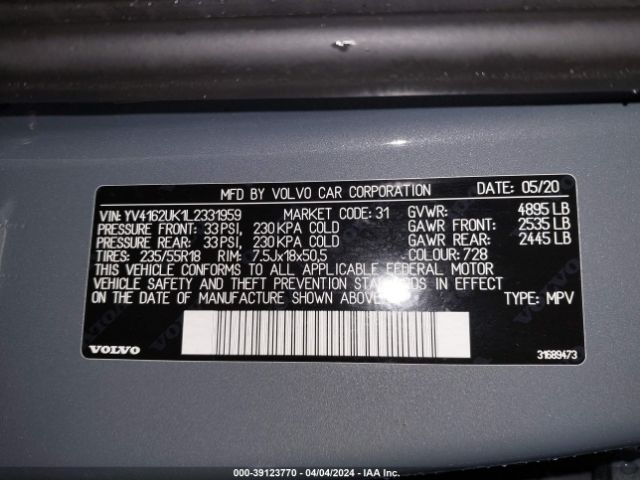 MFD BY VOLVO CAR CORPORATION DATE: 05/20
VIN: YV4162UK1L2331959 MARKET CODE: 31 GVWR: 4895 LB
PRESSURE FRONT: 33 PSI, 230 KPA COLD GAWR FRONT: 2535 LB
PRESSURE REAR: 33 PSI, 230 KPA COLD GAWR REAR: 2445 LB
TIRES: 235/55R18 RIM: 7.5Jx18x50,5 COLOUR: 728
THIS VEHICLE CONFORMS TO ALL APPLICABLE FEDERAL MOTOR
VEHICLE SAFETY AND THEFT PREVENTION STANDARDS IN EFFECT
ON THE DATE OF MANUFACTURE SHOWN ABOVE TYPE: MPV
VOLVO 31689473
000-39123770 - 04/04/2024 - IAA Inc.